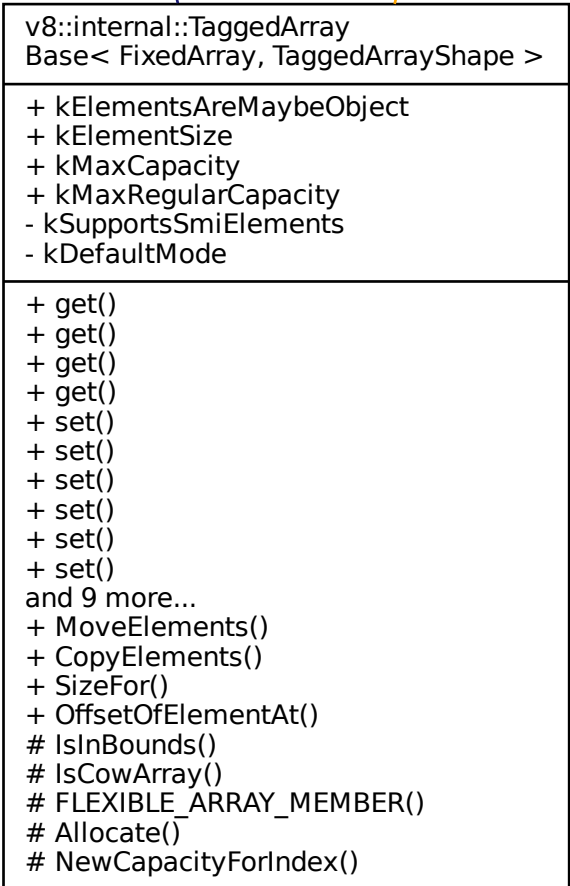 v8::internal::TaggedArray
Base< FixedArray, TaggedArrayShape >
+ kElementsAreMaybeObject
+ kElementSize
+ kMaxCapacity
+ kMaxRegularCapacity
- kSupportsSmiElements
- kDefaultMode
+ get()
+ get()
+ get()
+ get()
+ set()
+ set()
+ set()
+ set()
+ set()
+ set()
and 9 more...
+ MoveElements()
+ CopyElements()
+ SizeFor()
+ OffsetOfElementAt()
# IsInBounds()
# IsCowArray()
# FLEXIBLE_ARRAY_MEMBER()
# Allocate()
# NewCapacityForIndex()